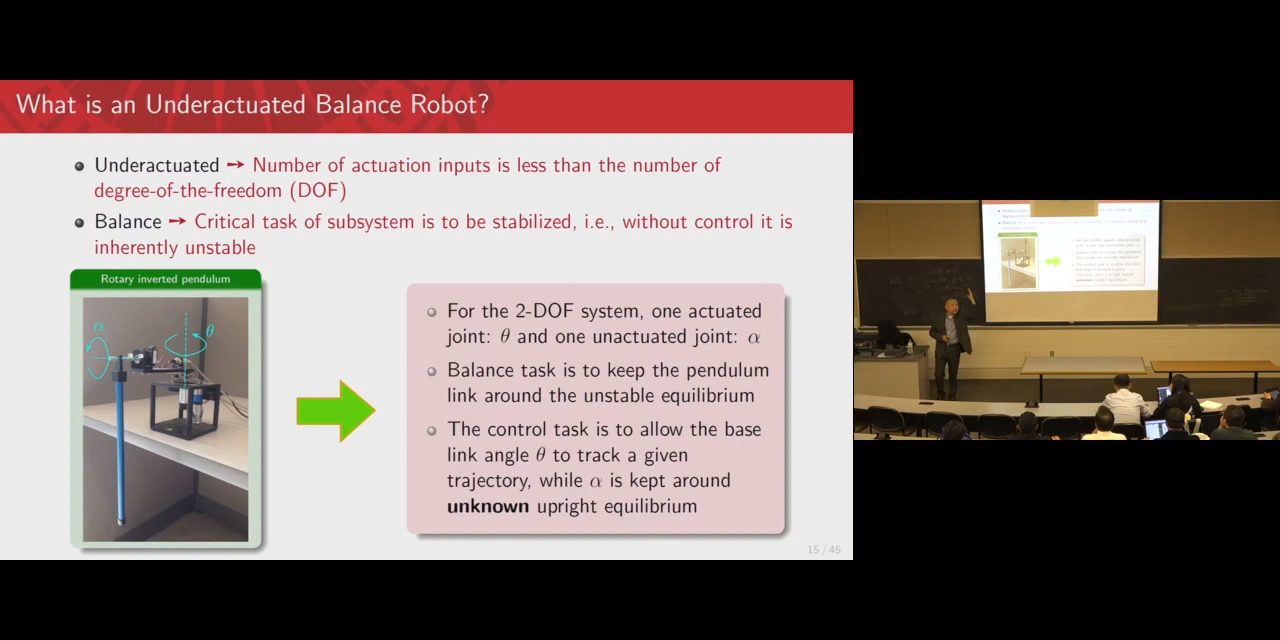 What is an Underactuated Balance Robot?
Underactuated ➞ Number of actuation inputs is less than the number of
degree-of-the-freedom (DOF)
Balance ➞ Critical task of subsystem is to be stabilized, i.e., without control it is
inherently unstable
Rotary inverted pendulum
α
θ
For the 2-DOF system, one actuated
joint: θ and one unactuated joint: α
Balance task is to keep the pendulum
link around the unstable equilibrium
The control task is to allow the base
link angle θ to track a given
trajectory, while α is kept around
unknown upright equilibrium
15 / 45